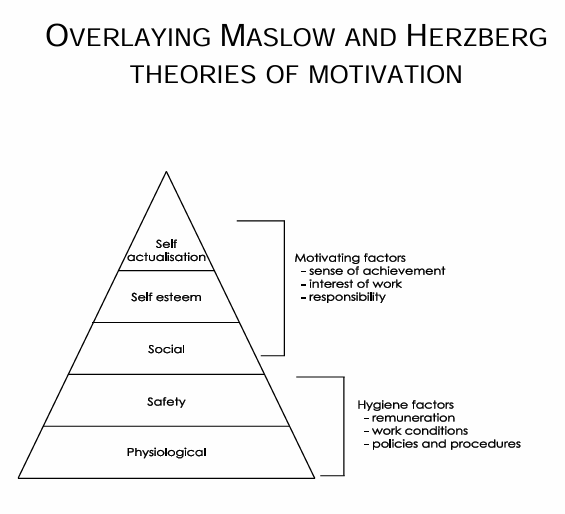 OVERLAYING MASLOW AND HERZBERG
THEORIES OF MOTIVATION
Self
actualisation
Self esteem
Social
Safety
Physiological
Motivating factors
- sense of achievement
- interest of work
- responsibility
Hygiene factors
- remuneration
- work conditions
- policies and procedures